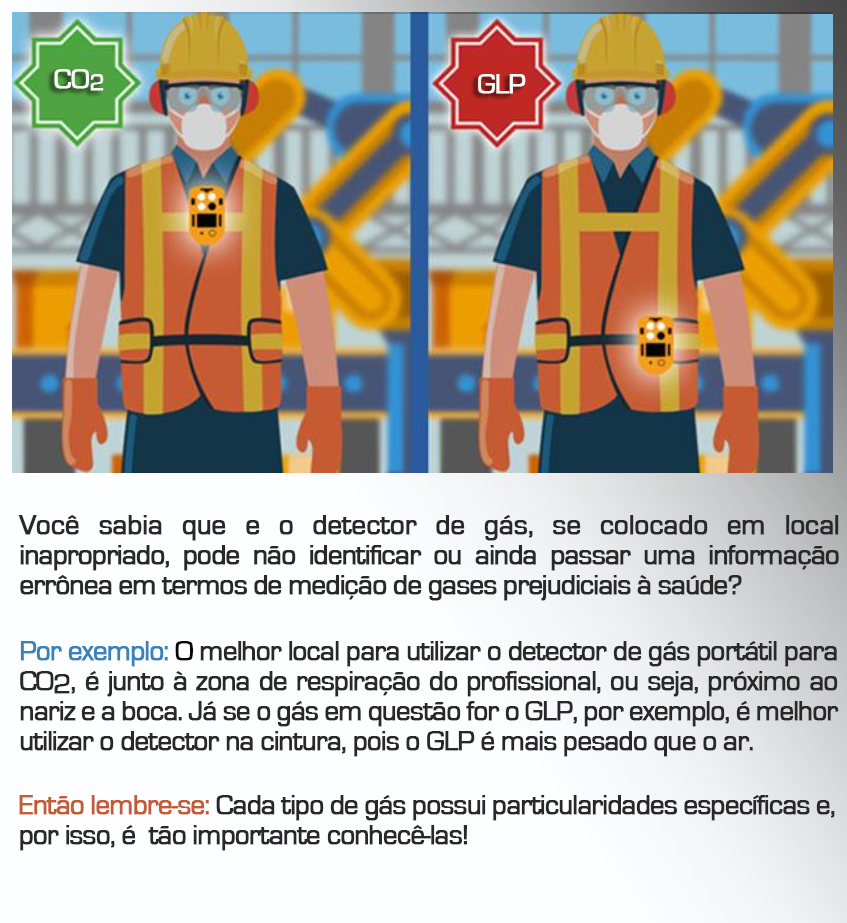 CO2
GLP
Você sabia que e o detector de gás, se colocado em local
inapropriado, pode não identificar ou ainda passar uma informação
errônea em termos de medição de gases prejudiciais à saúde?
Por exemplo: O melhor local para utilizar o detector de gás portátil para
CO2, é junto à zona de respiração do profissional, ou seja, próximo ao
nariz e a boca. Já se o gás em questão for o GLP, por exemplo, é melhor
utilizar o detector na cintura, pois o GLP é mais pesado que o ar.
Então lembre-se: Cada tipo de gás possui particularidades específicas e,
por isso, é tão importante conhecê-las!